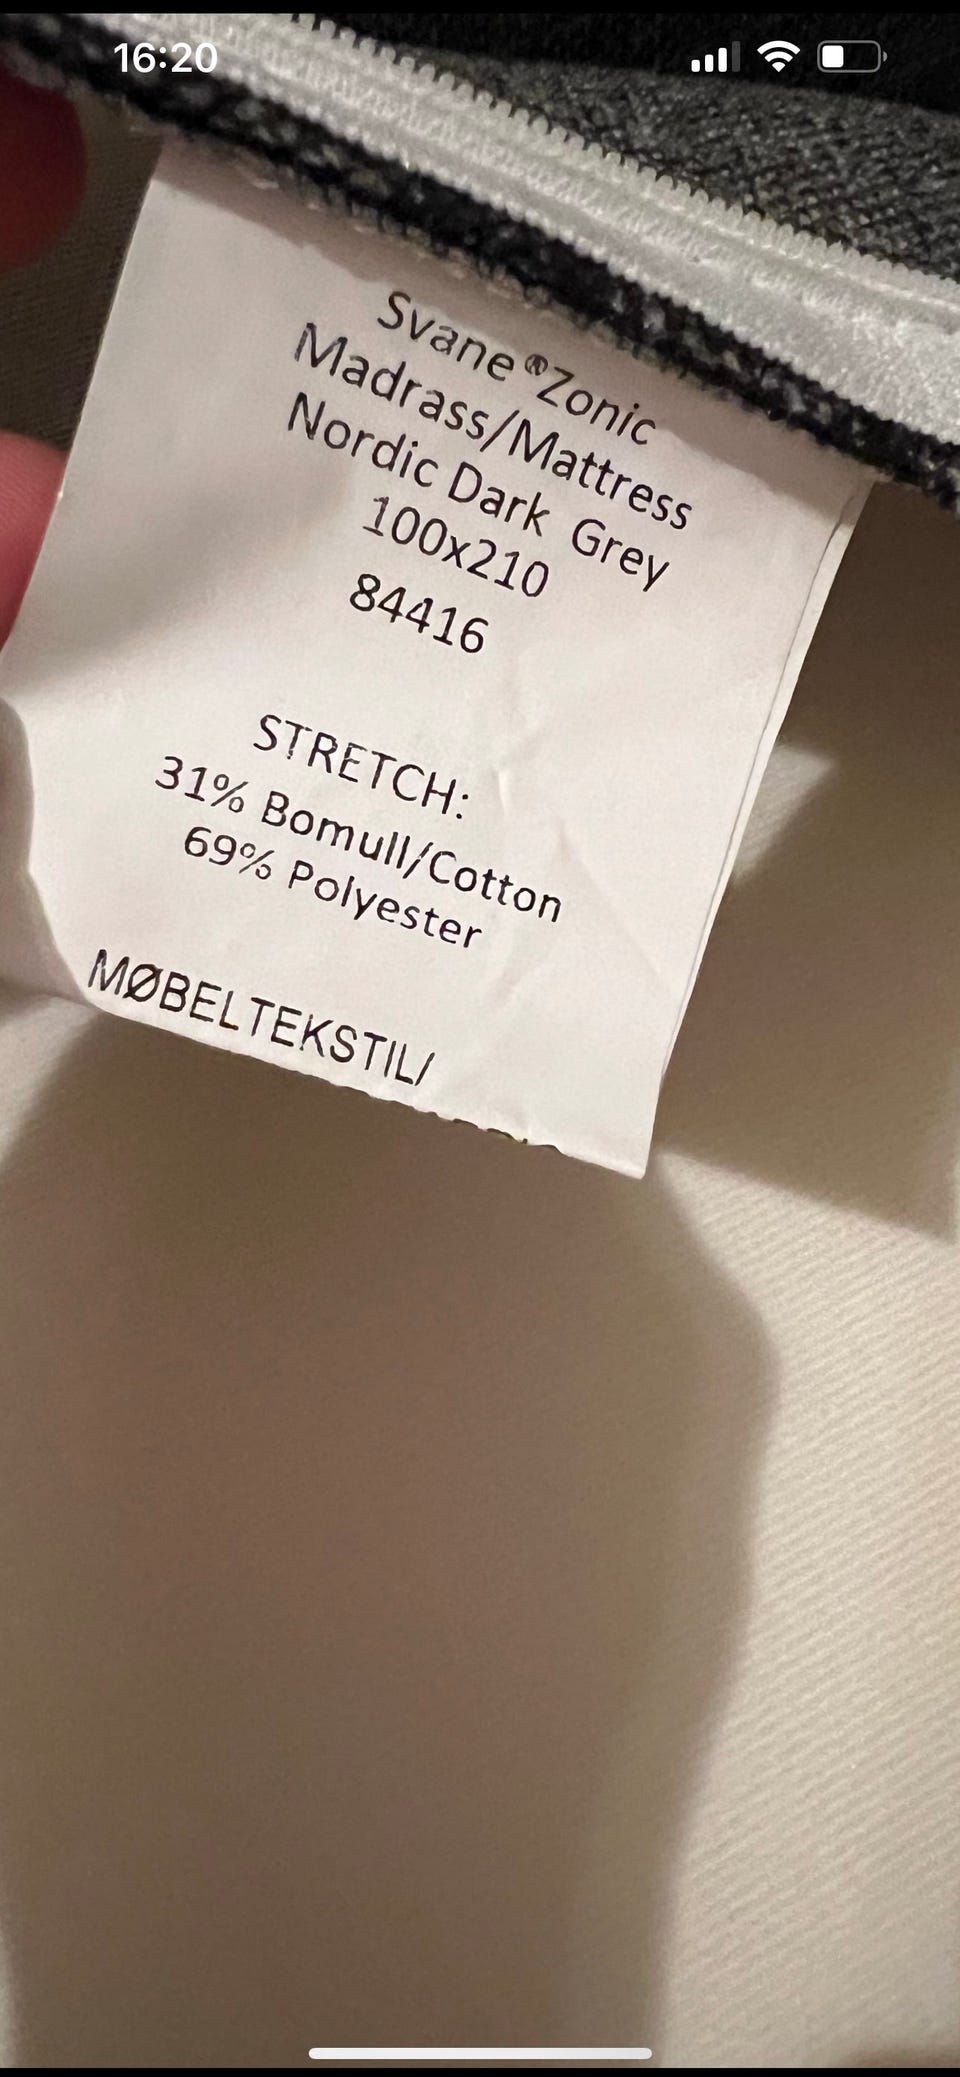 16:20
Svane®Zonic
Madrass/Mattress
Nordic Dark Grey
100x210
84416
STRETCH:
31% Bomull/Cotton
69% Polyester
MØBELTEKSTIL/